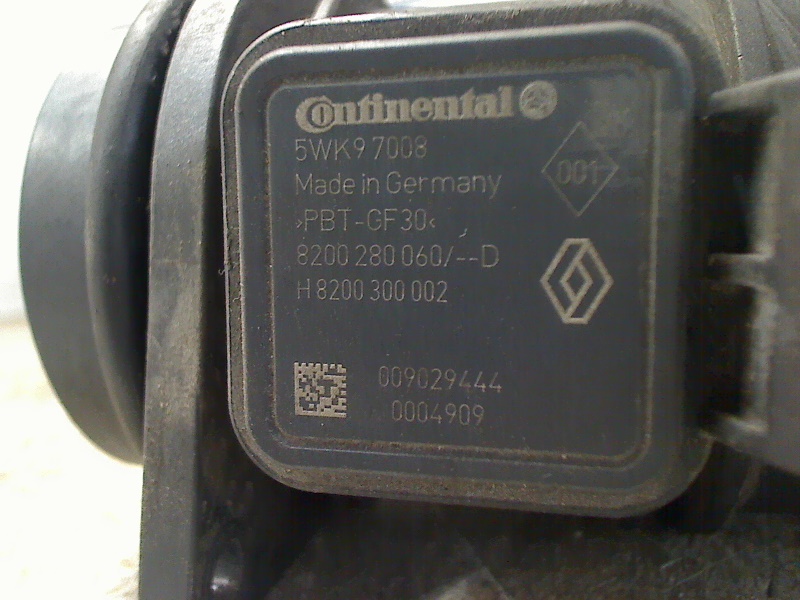 Continental
5WK9 7008
001
Made in Germany
>PBT-GF30<
8200 280 060/--D
H 8200 300 002
009029444
0004909